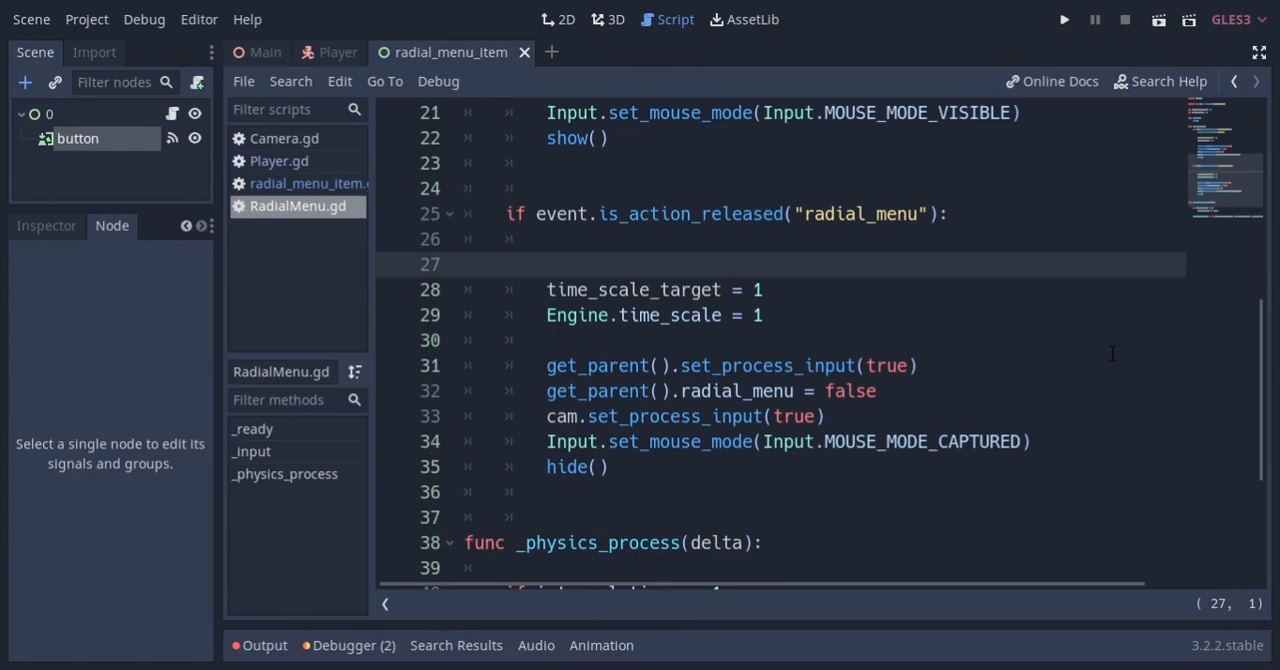 Scene Project Debug Editor Help 2D 3D Script AssetLib GLES3
Scene Import Main Player radial_menu_item
Filter nodes File Search Edit Go To Debug Online Docs Search Help
0
button
Filter scripts
Camera.gd
Player.gd
radial_menu_item.
RadialMenu.gd
Inspector Node
RadialMenu.gd
Filter methods
_ready
_input
_physics_process
Select a single node to edit its
signals and groups.
21 Input.set_mouse_mode(Input.MOUSE_MODE_VISIBLE)
22 show()
23
24
25 if event.is_action_released("radial_menu"):
26
27
28 time_scale_target = 1
29 Engine.time_scale = 1
30
31 get_parent().set_process_input(true)
32 get_parent().radial_menu = false
33 cam.set_process_input(true)
34 Input.set_mouse_mode(Input.MOUSE_MODE_CAPTURED)
35 hide()
36
37
38 func _physics_process(delta):
39
( 27, 1)
Output Debugger (2) Search Results Audio Animation 3.2.2.stable